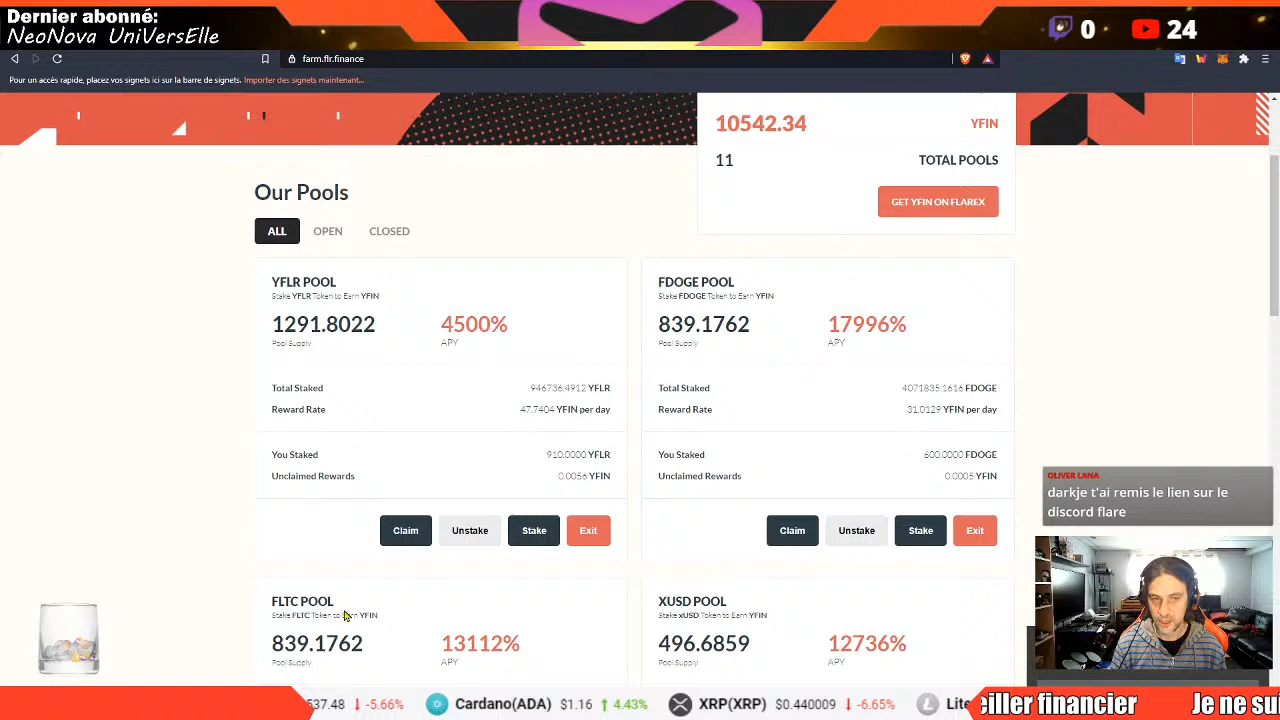 Dernier abonné:
NeoNova UniVersElle
0
24
farm.flr.finance
Pour un accès rapide, placez vos signets ici sur la barre de signets. Importer des signets maintenant...
10542.34 YFIN
11 TOTAL POOLS
GET YFIN ON FLAREX
Our Pools
ALL OPEN CLOSED
YFLR POOL
Stake YFLR Token to Earn YFIN
1291.8022 4500%
Pool Supply APY
Total Staked 946736.4912 YFLR
Reward Rate 47.7404 YFIN per day
You Staked 910.0000 YFLR
Unclaimed Rewards 0.0056 YFIN
Claim Unstake Stake Exit
FDOGE POOL
Stake FDOGE Token to Earn YFIN
839.1762 17996%
Pool Supply APY
Total Staked 4071835.1616 FDOGE
Reward Rate 31.0129 YFIN per day
You Staked 600.0000 FDOGE
Unclaimed Rewards 0.0005 YFIN
Claim Unstake Stake Exit
FLTC POOL
Stake FLTC Token to Earn YFIN
839.1762 13112%
Pool Supply APY
XUSD POOL
Stake xUSD Token to Earn YFIN
496.6859 12736%
Pool Supply APY
OLIVER LANA
darkje t'ai remis le lien sur le
discord flare
537.48 -5.66% Cardano(ADA) $1.16 4.43% XRP(XRP) $0.440009 -6.65% Lite
eiller financier Je ne sui